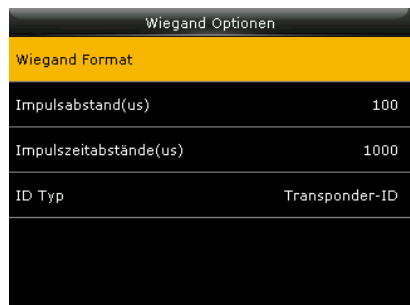 Wiegand Optionen
Wiegand Format
Impulsabstand(us) 100
Impulszeitabstände(us) 1000
ID Typ Transponder-ID